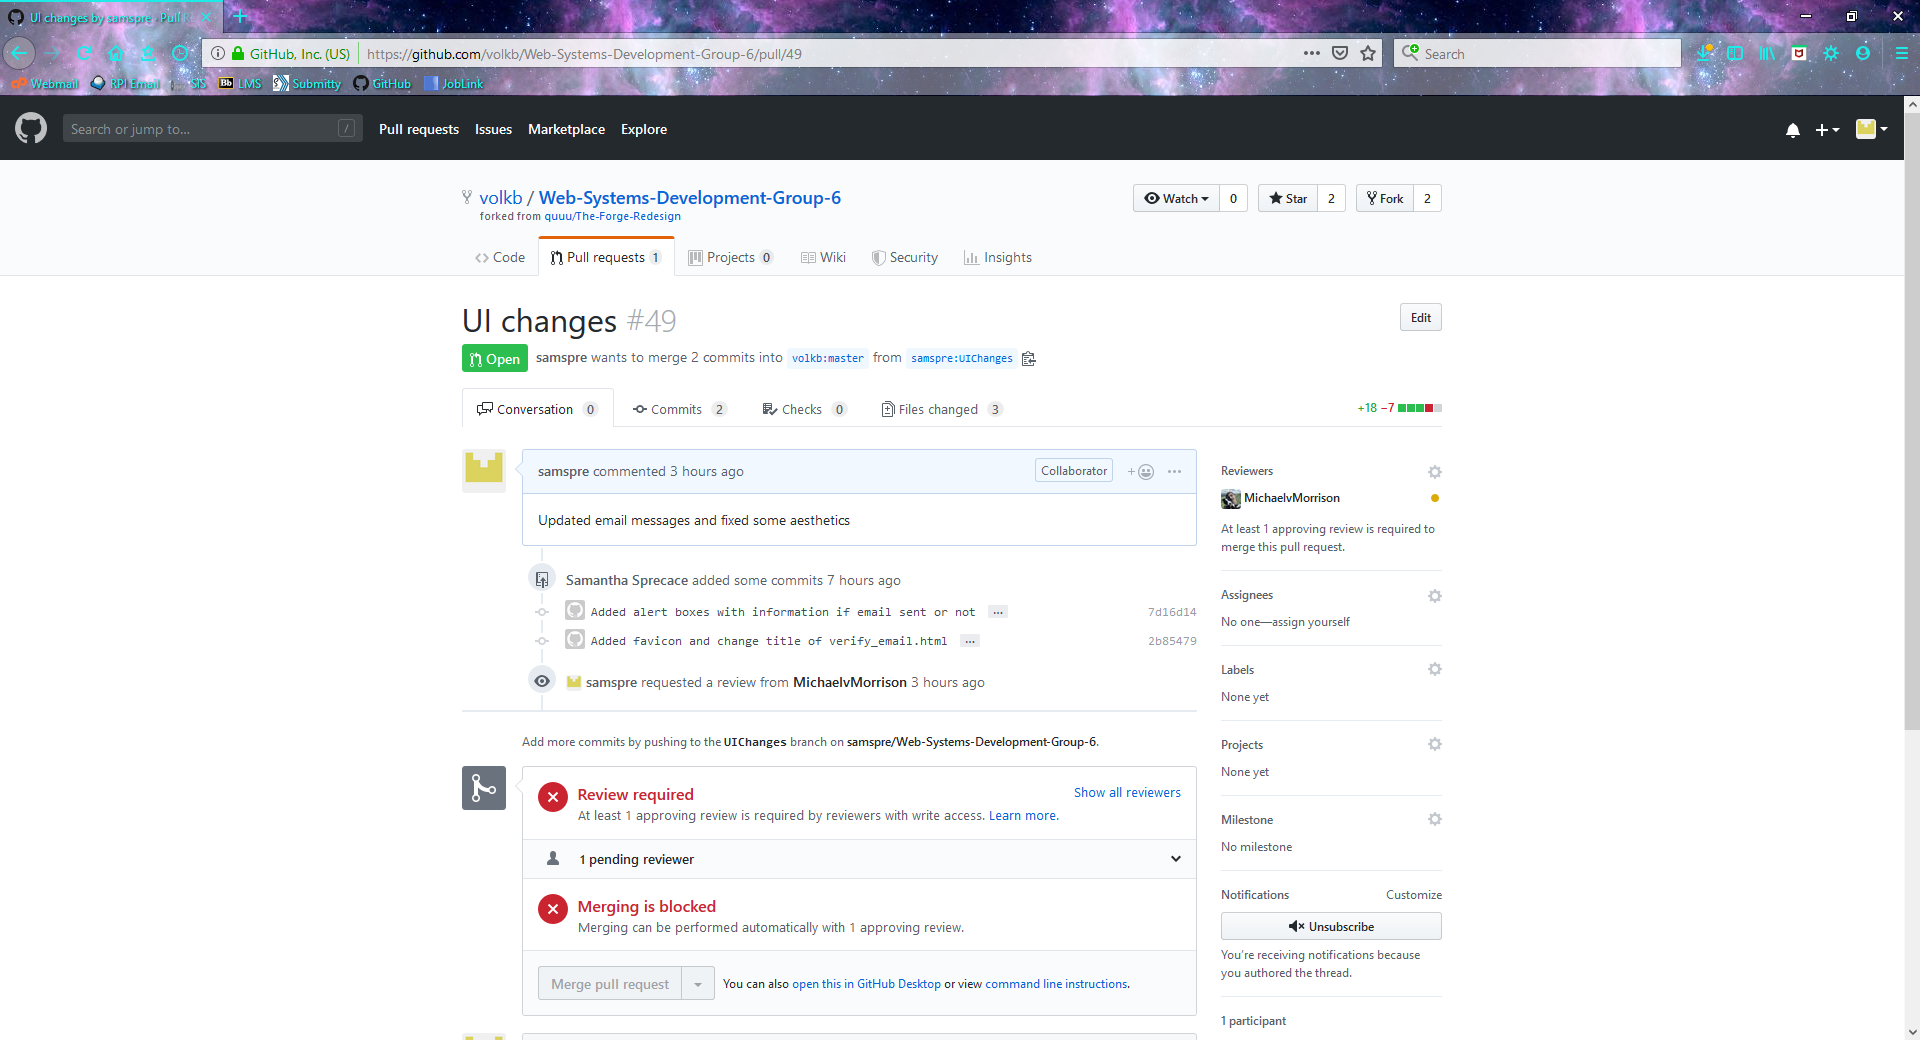 UI changes by samspre · Pull R
GitHub, Inc. (US) https://github.com/volkb/Web-Systems-Development-Group-6/pull/49 Search
Webmail RPI Email SIS LMS Submitty GitHub JobLink
Search or jump to... / Pull requests Issues Marketplace Explore
volkb / Web-Systems-Development-Group-6 Watch 0 Star 2 Fork 2
forked from quuu/The-Forge-Redesign
Code Pull requests 1 Projects 0 Wiki Security Insights
UI changes #49 Edit
Open samspre wants to merge 2 commits into volkb:master from samspre:UIChanges
Conversation 0 Commits 2 Checks 0 Files changed 3 +18 −7
samspre commented 3 hours ago Collaborator
Updated email messages and fixed some aesthetics
Samantha Sprecace added some commits 7 hours ago
Added alert boxes with information if email sent or not … 7d16d14
Added favicon and change title of verify_email.html … 2b85479
samspre requested a review from MichaelvMorrison 3 hours ago
Add more commits by pushing to the UIChanges branch on samspre/Web-Systems-Development-Group-6.
Review required Show all reviewers
At least 1 approving review is required by reviewers with write access. Learn more.
1 pending reviewer
Merging is blocked
Merging can be performed automatically with 1 approving review.
Merge pull request You can also open this in GitHub Desktop or view command line instructions.
Reviewers
MichaelvMorrison
At least 1 approving review is required to
merge this pull request.
Assignees
No one—assign yourself
Labels
None yet
Projects
None yet
Milestone
No milestone
Notifications Customize
Unsubscribe
You're receiving notifications because
you authored the thread.
1 participant